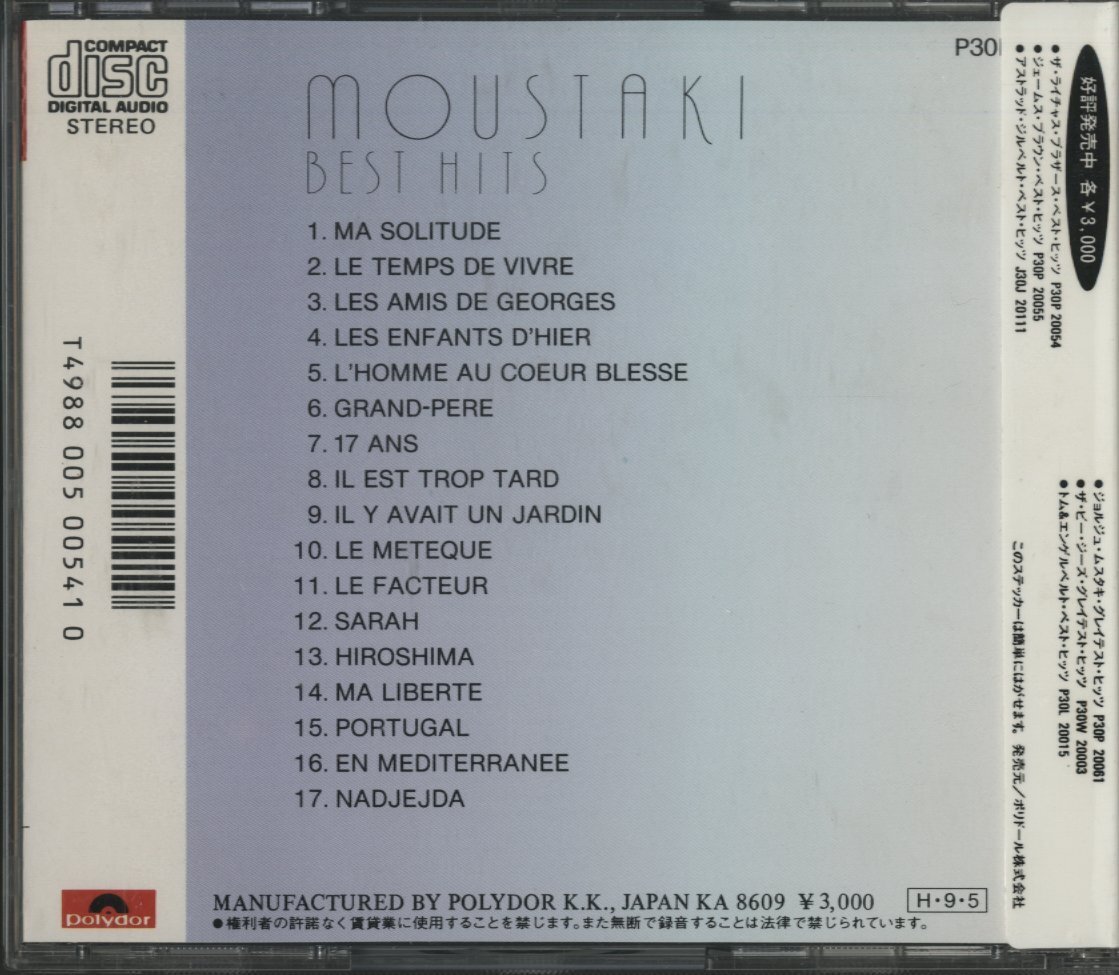 COMPACT
disc
DIGITAL AUDIO
STEREO
P30
MOUSTAKI
BEST HITS
1. MA SOLITUDE
2. LE TEMPS DE VIVRE
3. LES AMIS DE GEORGES
4. LES ENFANTS D'HIER
5. L'HOMME AU COEUR BLESSE
6. GRAND-PERE
7. 17 ANS
8. IL EST TROP TARD
9. IL Y AVAIT UN JARDIN
10. LE METEQUE
11. LE FACTEUR
12. SARAH
13. HIROSHIMA
14. MA LIBERTE
15. PORTUGAL
16. EN MEDITERRANEE
17. NADJEJDA
T4988 005 00541 0
polydor
MANUFACTURED BY POLYDOR K.K., JAPAN KA 8609 ¥3,000
H・9・5
●権利者の許諾なく賃貸業に使用することを禁じます。また無断で録音することは法律で禁じられています。
好評発売中 各¥3,000
●ザ・ライチャス・ブラザース・ベスト・ヒッツ P30P 20054
●ジェームス・ブラウン・ベスト・ヒッツ P30P 20055
●アストラッド・ジルベルト・ベスト・ヒッツ J30J 20111
●ジョルジュ・ムスタキ・グレイテスト・ヒッツ P30P 20061
●ザ・ビー・ジーズ・グレイテスト・ヒッツ P30W 20003
●トム&エンゲルベルト・ベスト・ヒッツ P30L 20015
このステッカーは簡単にはがせます。発売元/ポリドール株式会社